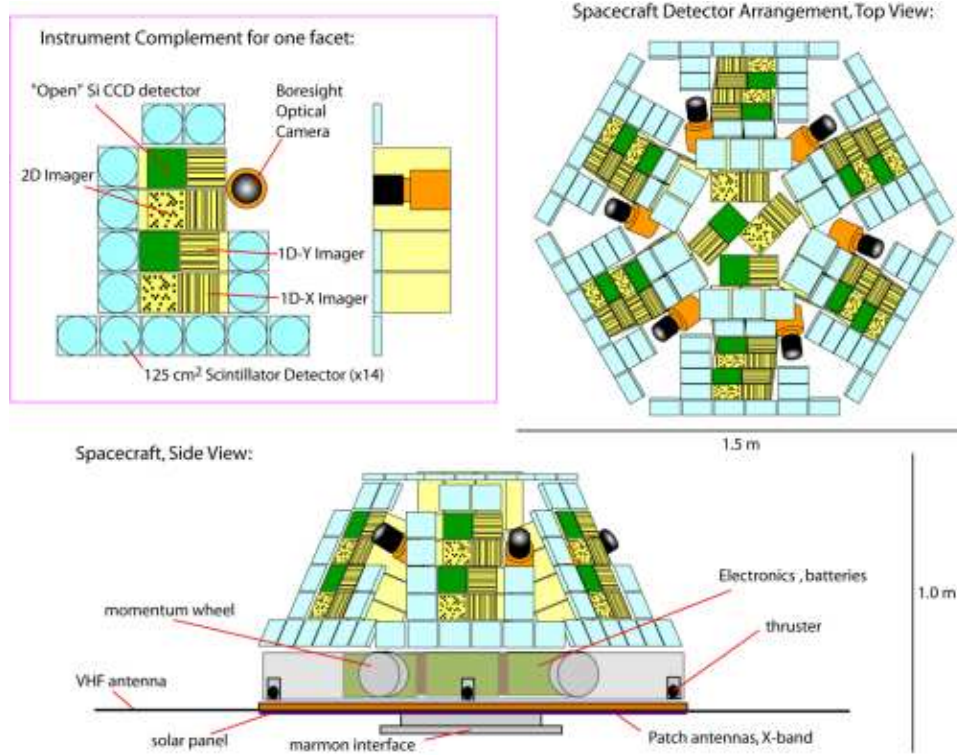 Spacecraft Detector Arrangement, Top View:
Instrument Complement for one facet:
"Open" Si CCD detector
Boresight
Optical
Camera
2D Imager
1D-Y Imager
1D-X Imager
125 cm² Scintillator Detector (x14)
1.5 m
Spacecraft, Side View:
Electronics, batteries
momentum wheel
1.0 m
thruster
VHF antenna
solar panel
marmon interface
Patch antennas, X-band